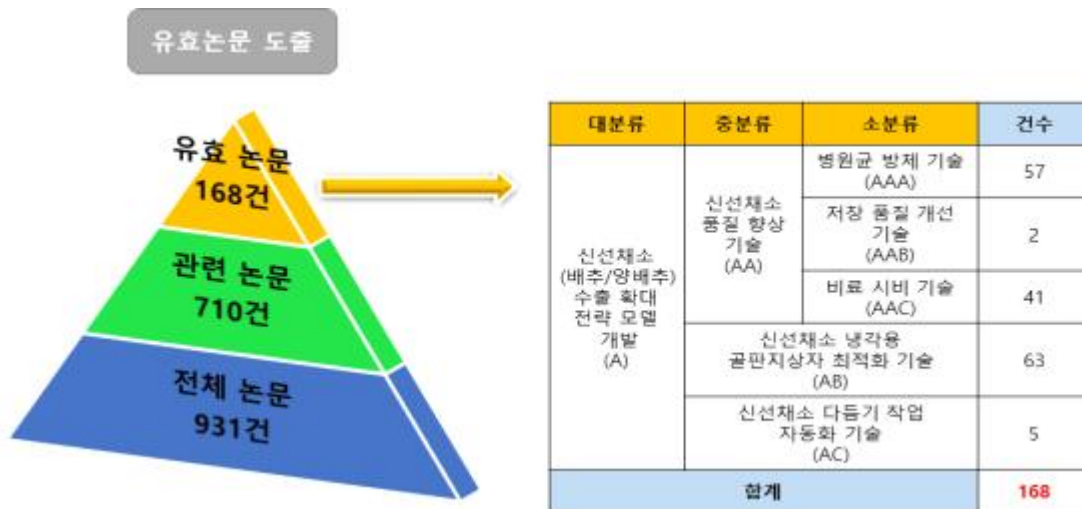 유효논문 도출
유효 논문
168건
관련 논문
710건
전체 논문
931건
대분류 중분류 소분류 건수
신선채소
(배추/양배추)
수출 확대
전략 모델
개발
(A)
신선채소
품질 향상
기술
(AA)
병원균 방제 기술
(AAA)
57
저장 품질 개선
기술
(AAB)
2
비료 시비 기술
(AAC)
41
신선채소 냉각용
골판지상자 최적화 기술
(AB)
63
신선채소 다듬기 작업
자동화 기술
(AC)
5
합계 168